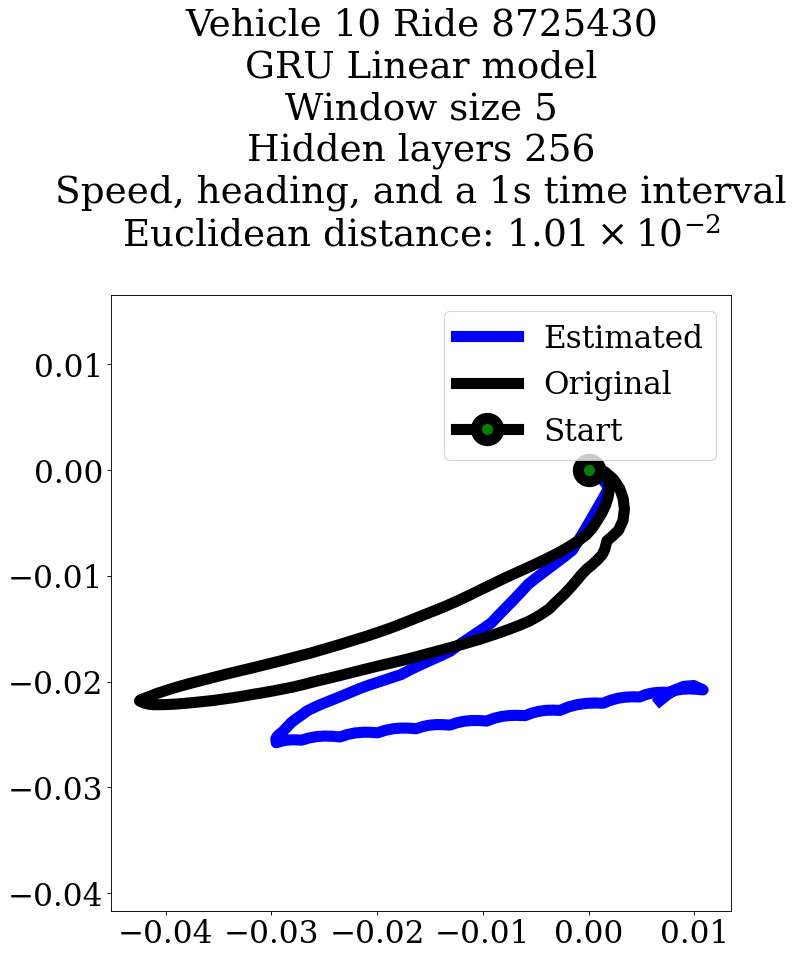 Vehicle 10 Ride 8725430
GRU Linear model
Window size 5
Hidden layers 256
Speed, heading, and a 1s time interval
Euclidean distance: 1.01 × 10⁻²
Estimated
Original
Start
0.01
0.00
−0.01
−0.02
−0.03
−0.04
−0.04 −0.03 −0.02 −0.01 0.00 0.01